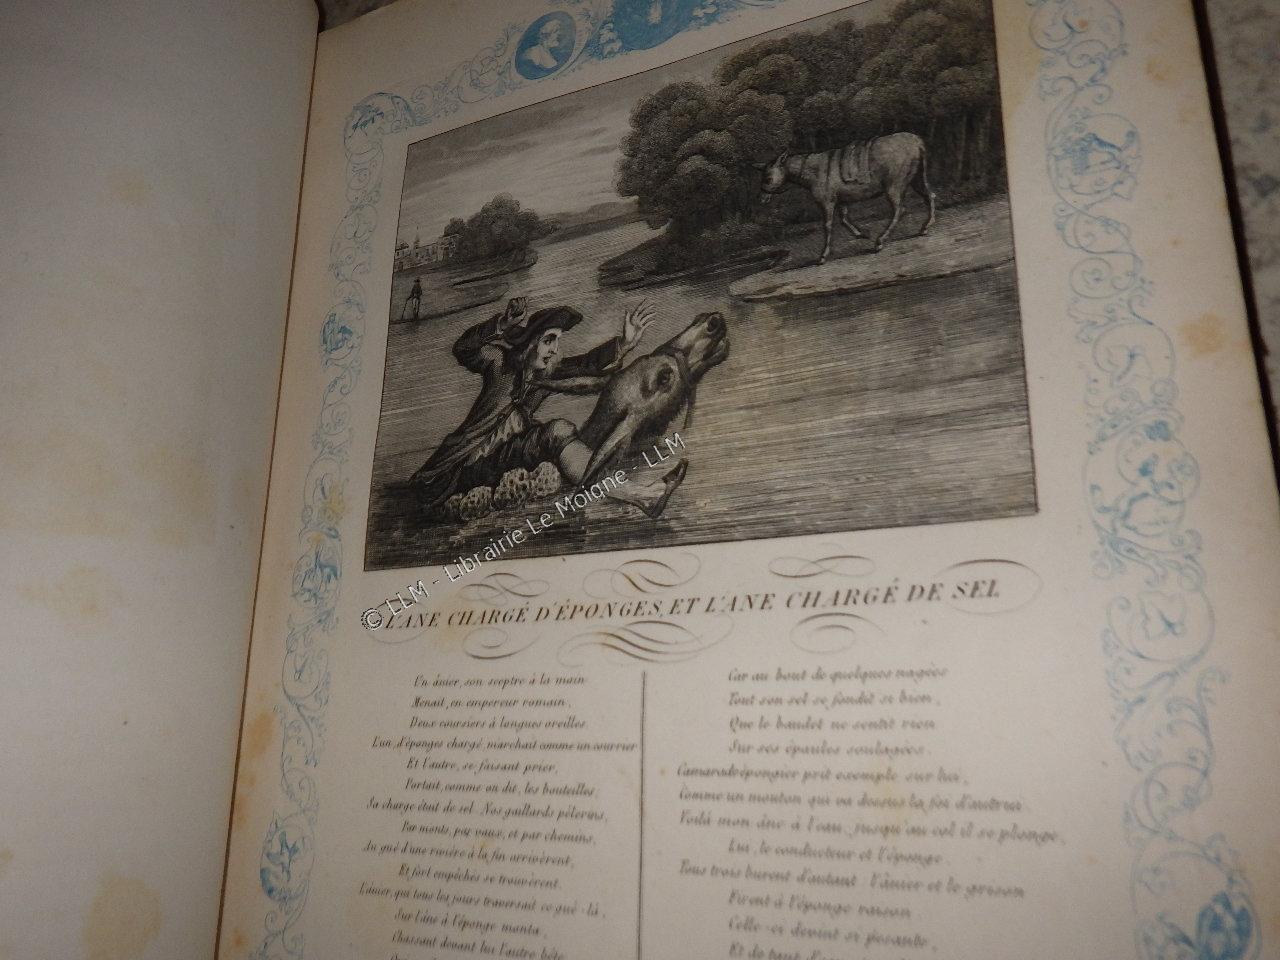 © LLM - Librairie Le Moigne - LLM
L'ANE CHARGÉ D'ÉPONGES, ET L'ANE CHARGÉ DE SEL
Un ânier, son sceptre à la main
Menait, en empereur romain,
Deux coursiers à longues oreilles.
L'un, d'éponges chargé, marchait comme un courrier
Et l'autre, se faisant prier,
Portait, comme on dit, les bouteilles;
Sa charge était de sel. Nos gaillards pèlerins,
Par monts, par vaux, et par chemins,
Au gué d'une rivière à la fin arrivèrent,
Et fort empêchés se trouvèrent.
L'ânier, qui tous les jours traversait ce gué-là,
Sur l'âne à l'éponge monta,
Chassant devant lui l'autre bête
Car au bout de quelques nagées
Tout son sel se fondit si bien,
Que le baudet ne sentit rien
Sur ses épaules soulagées.
Camarade épongier prit exemple sur lui,
Comme un mouton qui va dessus la foi d'autrui
Voilà mon âne à l'eau, jusqu'au col il se plonge,
Lui, le conducteur et l'éponge.
Tous trois burent d'autant: l'ânier et le grison
Firent à l'éponge raison.
Celle-ci devint si pesante,
Et de tant d'eau